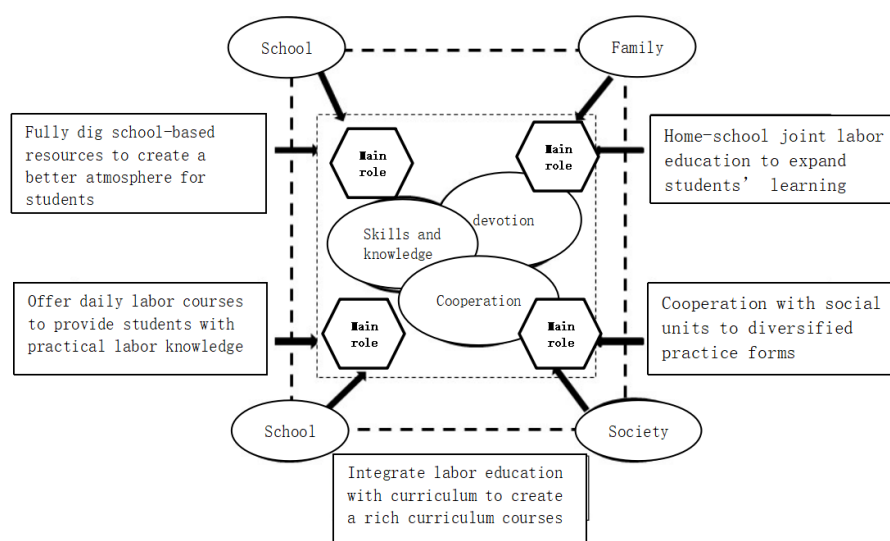 School
Family
Fully dig school-based
resources to create a
better atmosphere for
students
Main
role
Main
role
Home-school joint labor
education to expand
students’ learning
devotion
Skills and
knowledge
Cooperation
Offer daily labor courses
to provide students with
practical labor knowledge
Main
role
Main
role
Cooperation with social
units to diversified
practice forms
School
Society
Integrate labor education
with curriculum to create
a rich curriculum courses